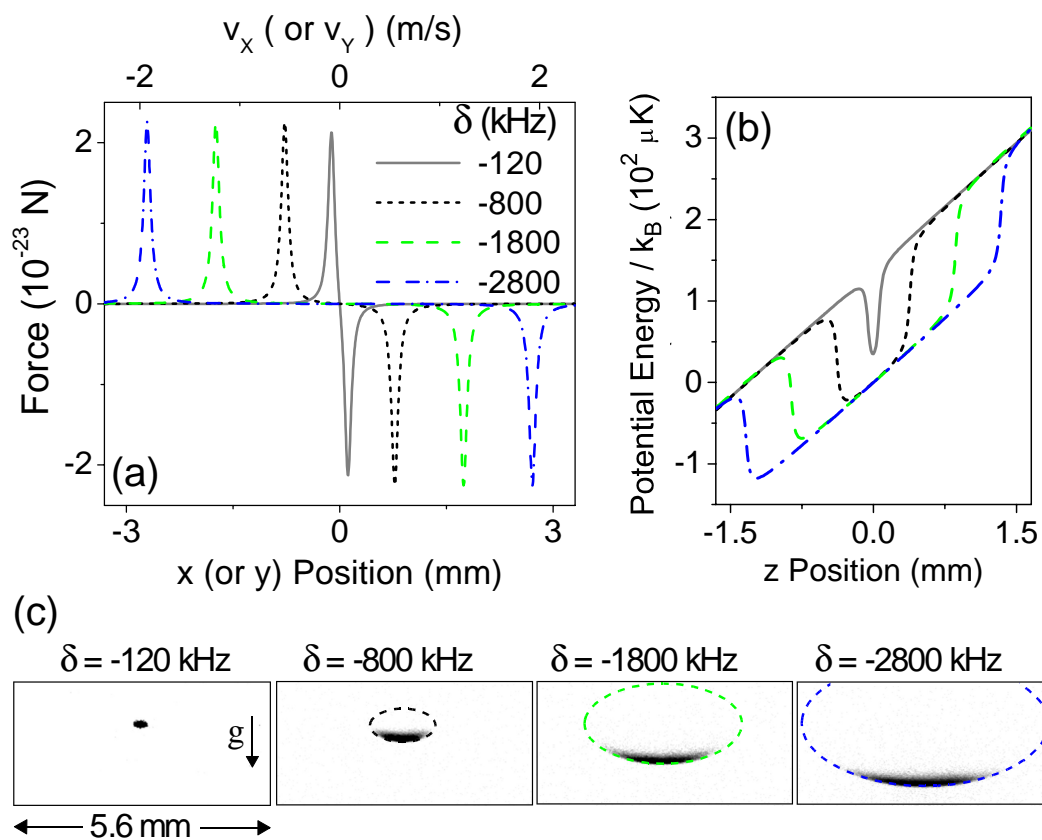 v_X ( or v_Y ) (m/s)
-2 0 2
2
0
-2
Force (10^-23 N)
δ (kHz)
-120
-800
-1800
-2800
(a)
-3 0 3
x (or y) Position (mm)
(b)
3
2
1
0
-1
Potential Energy / k_B (10^2 μK)
-1.5 0.0 1.5
z Position (mm)
(c)
δ = -120 kHz δ = -800 kHz δ = -1800 kHz δ = -2800 kHz
g
5.6 mm